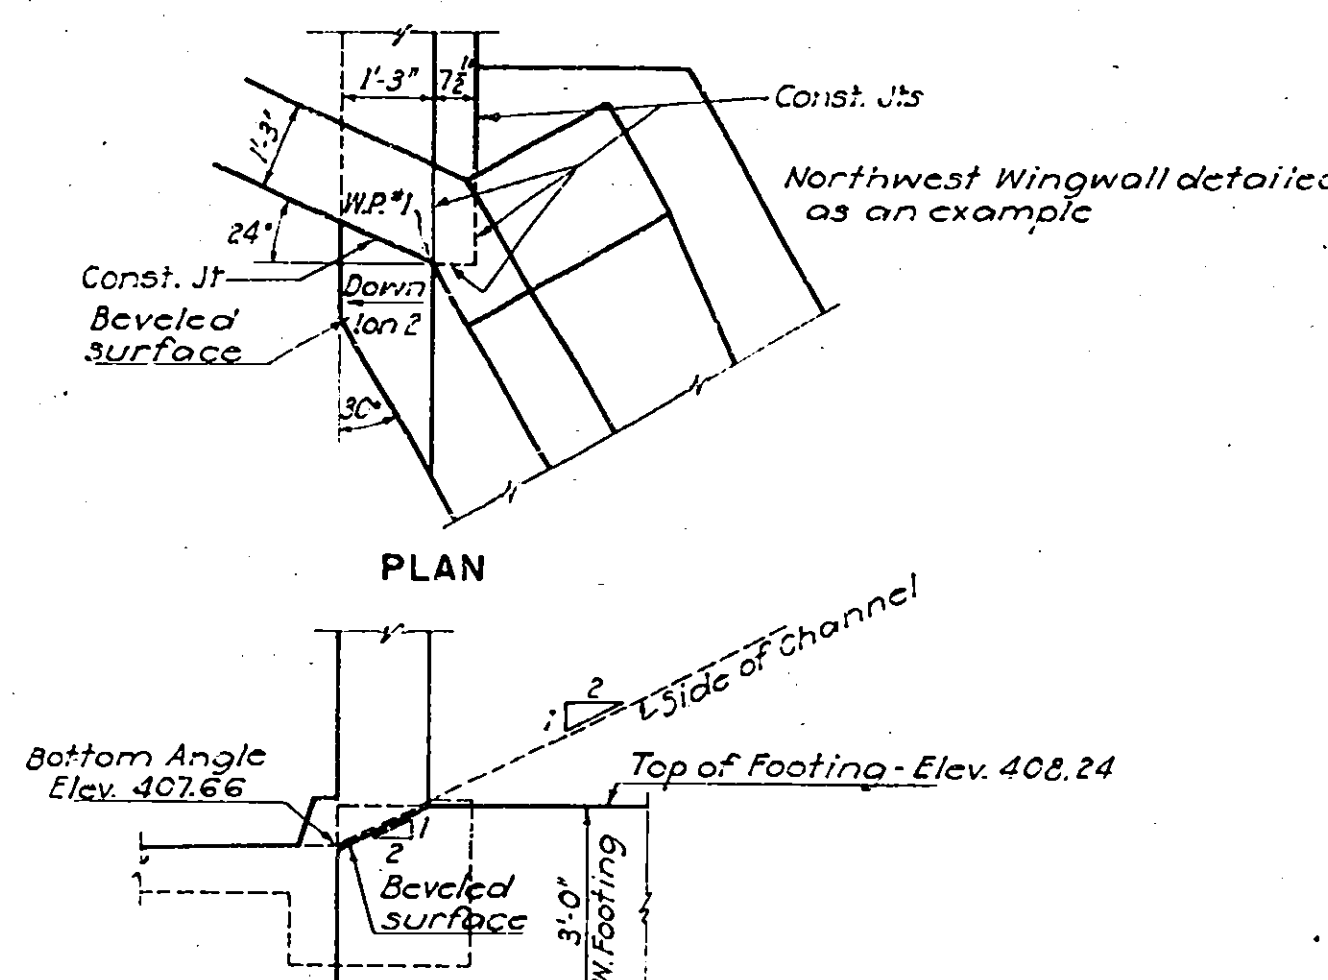 1'-3"
7½"
Const. Jts
1'-3"
Northwest Wingwall detailed
as an example
W.P.#1
24°
Const. Jt
Down
1 on 2
Beveled
surface
30°
PLAN
Side of Channel
2
1
Bottom Angle
Elev. 407.66
Top of Footing - Elev. 408.24
1
2
Beveled
surface
3'-0"
W. Footing